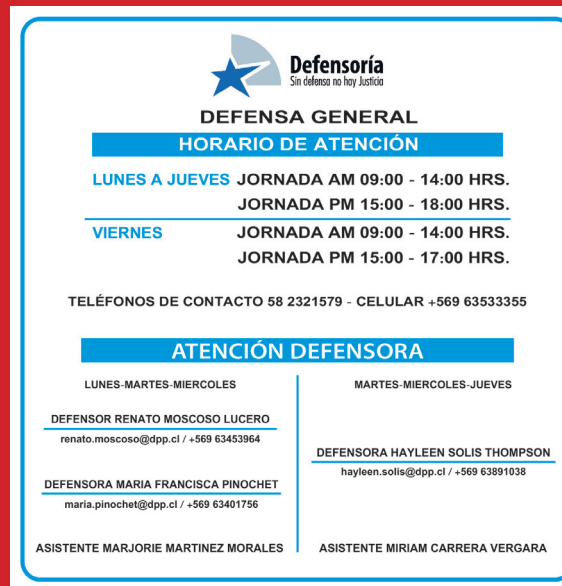 Defensoría
Sin defensa no hay Justicia
DEFENSA GENERAL
HORARIO DE ATENCIÓN
LUNES A JUEVES JORNADA AM 09:00 - 14:00 HRS.
JORNADA PM 15:00 - 18:00 HRS.
VIERNES JORNADA AM 09:00 - 14:00 HRS.
JORNADA PM 15:00 - 17:00 HRS.
TELÉFONOS DE CONTACTO 58 2321579 - CELULAR +569 63533355
ATENCIÓN DEFENSORA
LUNES-MARTES-MIERCOLES
DEFENSOR RENATO MOSCOSO LUCERO
renato.moscoso@dpp.cl / +569 63453964
DEFENSORA MARIA FRANCISCA PINOCHET
maria.pinochet@dpp.cl / +569 63401756
ASISTENTE MARJORIE MARTINEZ MORALES
MARTES-MIERCOLES-JUEVES
DEFENSORA HAYLEEN SOLIS THOMPSON
hayleen.solis@dpp.cl / +569 63891038
ASISTENTE MIRIAM CARRERA VERGARA